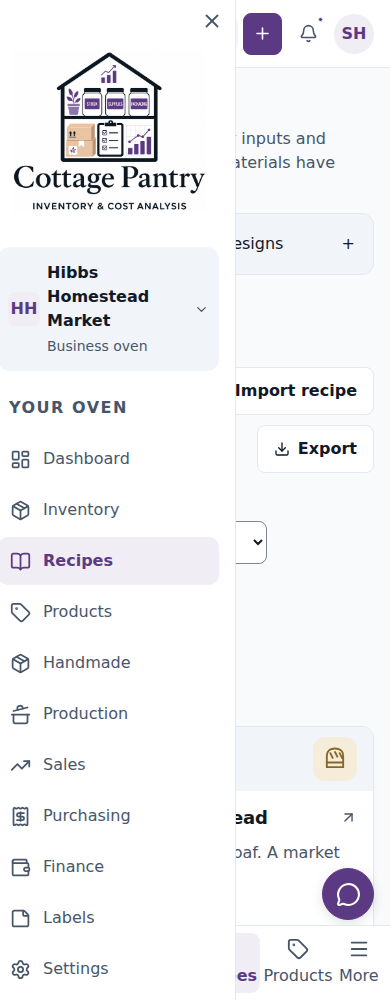 SH
STOCK
SUPPLIES
PACKAGING
Cottage Pantry
INVENTORY & COST ANALYSIS
HH
Hibbs
Homestead
Market
Business oven
YOUR OVEN
Dashboard
Inventory
Recipes
Products
Handmade
Production
Sales
Purchasing
Finance
Labels
Settings
inputs and
aterials have
esigns
Import recipe
Export
ead
oaf. A market
es
Products
More